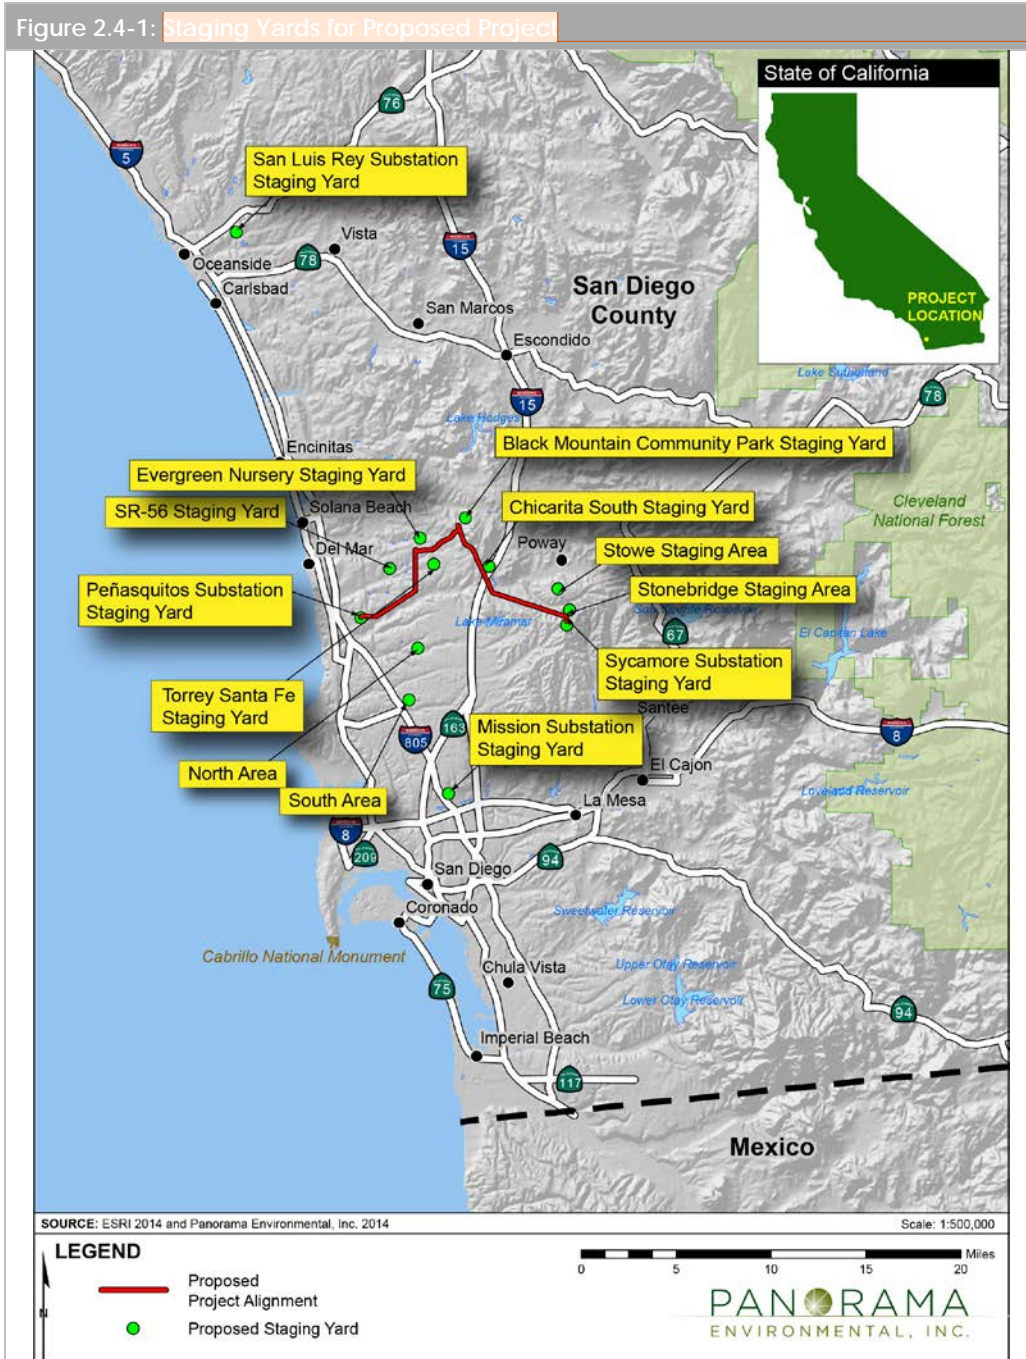 Figure 2.4-1: Staging Yards for Proposed Project
State of California
PROJECT
LOCATION
76
5
San Luis Rey Substation
Staging Yard
15
Vista
78
Oceanside
Carlsbad
San Diego
County
San Marcos
Escondido
Lake Sutherland
78
15
Lake Hodges
Encinitas
Black Mountain Community Park Staging Yard
Evergreen Nursery Staging Yard
Cleveland
National Forest
SR-56 Staging Yard
Solana Beach
Chicarita South Staging Yard
Del Mar
Poway
Stowe Staging Area
Peñasquitos Substation
Staging Yard
Stonebridge Staging Area
Lake Miramar
67
El Capitan Lake
Sycamore Substation
Staging Yard
Torrey Santa Fe
Staging Yard
Santee
163
Mission Substation
Staging Yard
805
8
North Area
El Cajon
South Area
Loveland Reservoir
La Mesa
8
209
94
San Diego
Coronado
Sweetwater Reservoir
Cabrillo National Monument
Chula Vista
Upper Otay Reservoir
75
Lower Otay Reservoir
94
Imperial Beach
117
Mexico
SOURCE: ESRI 2014 and Panorama Environmental, Inc. 2014
Scale: 1:500,000
LEGEND
N
Proposed
Project Alignment
Proposed Staging Yard
Miles
0 5 10 15 20
PANORAMA
ENVIRONMENTAL, INC.